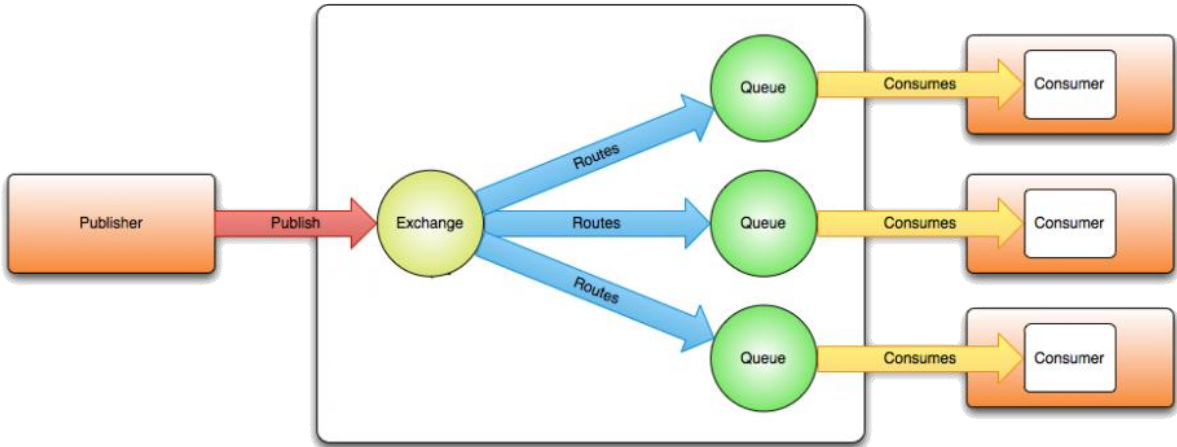 Publisher
Publish
Exchange
Routes
Queue
Consumes
Consumer
Routes
Queue
Consumes
Consumer
Routes
Queue
Consumes
Consumer